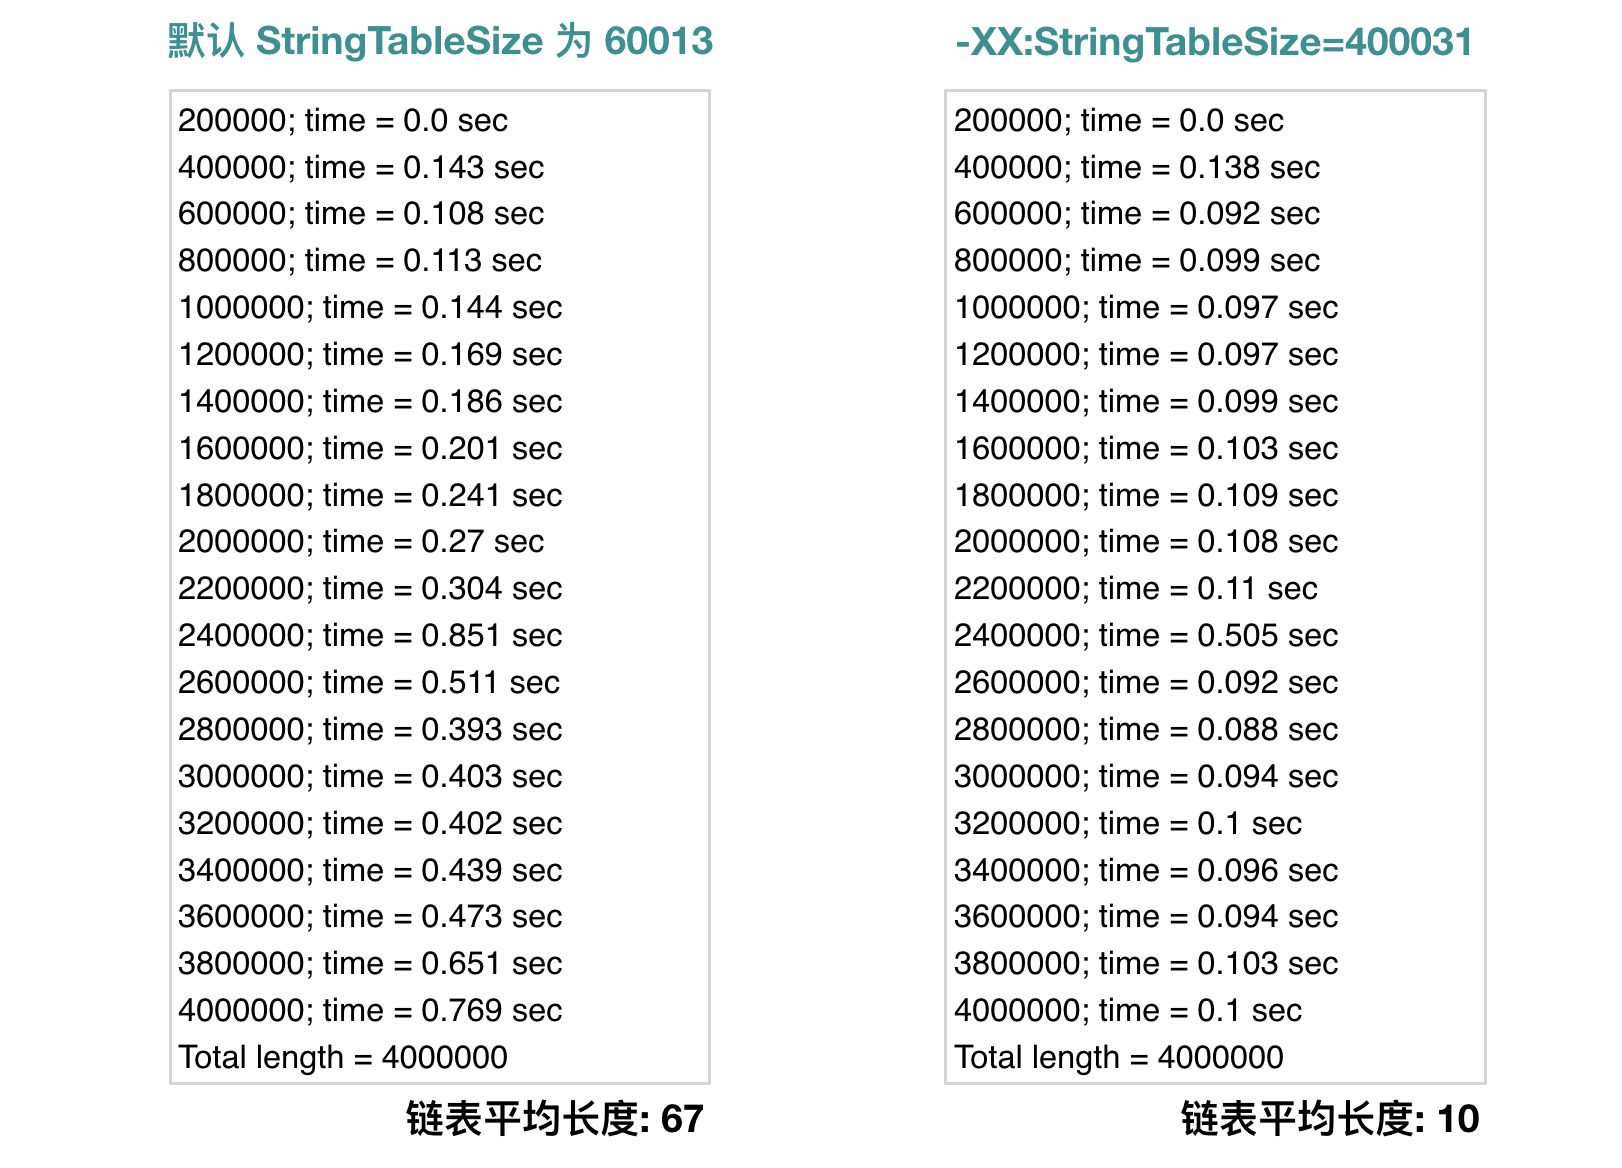 默认 StringTableSize 为 60013
200000; time = 0.0 sec
400000; time = 0.143 sec
600000; time = 0.108 sec
800000; time = 0.113 sec
1000000; time = 0.144 sec
1200000; time = 0.169 sec
1400000; time = 0.186 sec
1600000; time = 0.201 sec
1800000; time = 0.241 sec
2000000; time = 0.27 sec
2200000; time = 0.304 sec
2400000; time = 0.851 sec
2600000; time = 0.511 sec
2800000; time = 0.393 sec
3000000; time = 0.403 sec
3200000; time = 0.402 sec
3400000; time = 0.439 sec
3600000; time = 0.473 sec
3800000; time = 0.651 sec
4000000; time = 0.769 sec
Total length = 4000000
链表平均长度: 67
-XX:StringTableSize=400031
200000; time = 0.0 sec
400000; time = 0.138 sec
600000; time = 0.092 sec
800000; time = 0.099 sec
1000000; time = 0.097 sec
1200000; time = 0.097 sec
1400000; time = 0.099 sec
1600000; time = 0.103 sec
1800000; time = 0.109 sec
2000000; time = 0.108 sec
2200000; time = 0.11 sec
2400000; time = 0.505 sec
2600000; time = 0.092 sec
2800000; time = 0.088 sec
3000000; time = 0.094 sec
3200000; time = 0.1 sec
3400000; time = 0.096 sec
3600000; time = 0.094 sec
3800000; time = 0.103 sec
4000000; time = 0.1 sec
Total length = 4000000
链表平均长度: 10